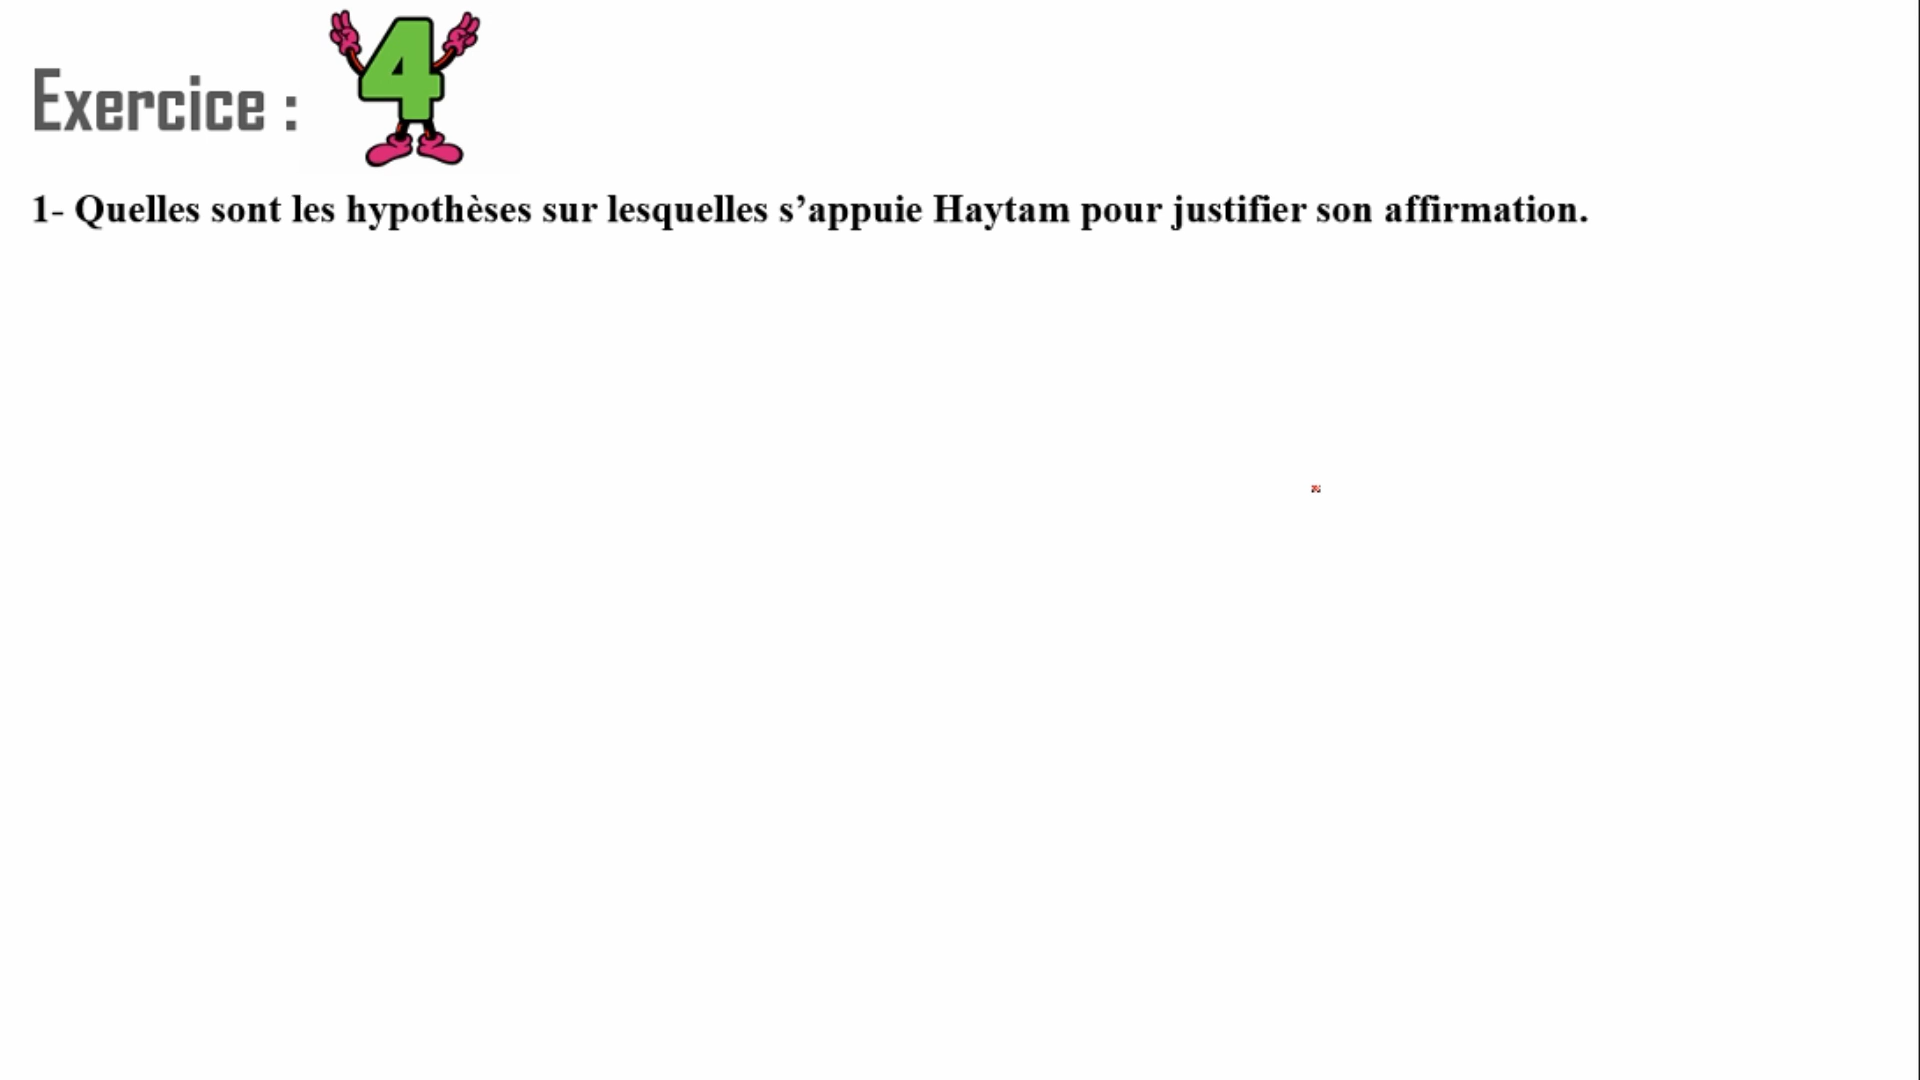 Exercice : 4
1- Quelles sont les hypothèses sur lesquelles s’appuie Haytam pour justifier son affirmation.